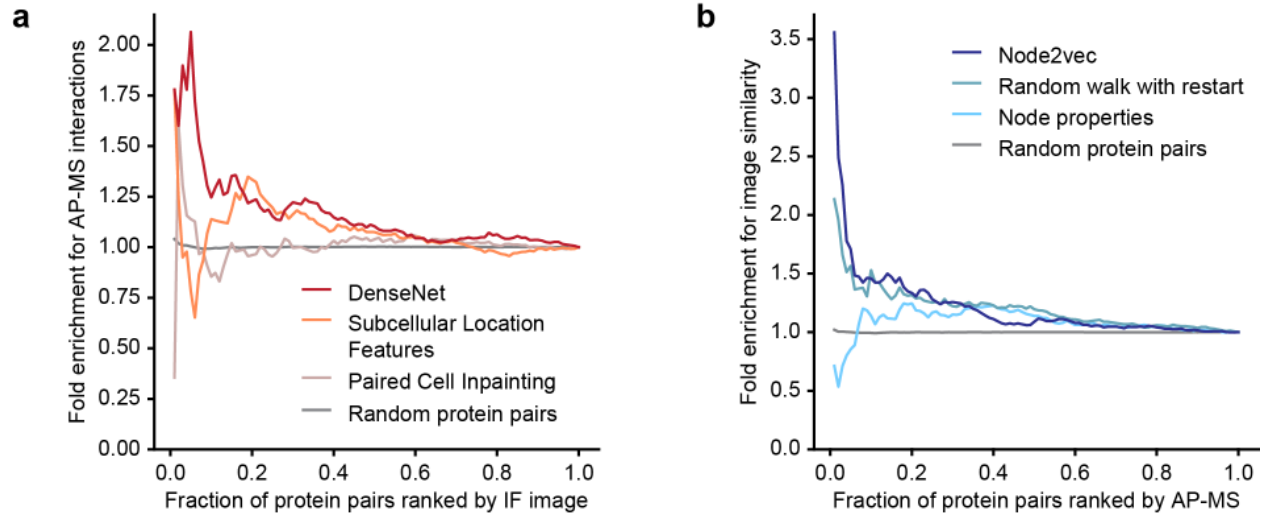 a
Fold enrichment for AP-MS interactions
2.00
1.75
1.50
1.25
1.00
0.75
0.50
0.25
0.00
DenseNet
Subcellular Location
Features
Paired Cell Inpainting
Random protein pairs
0.0 0.2 0.4 0.6 0.8 1.0
Fraction of protein pairs ranked by IF image
b
Fold enrichment for image similarity
3.5
3.0
2.5
2.0
1.5
1.0
0.5
0.0
Node2vec
Random walk with restart
Node properties
Random protein pairs
0.0 0.2 0.4 0.6 0.8 1.0
Fraction of protein pairs ranked by AP-MS